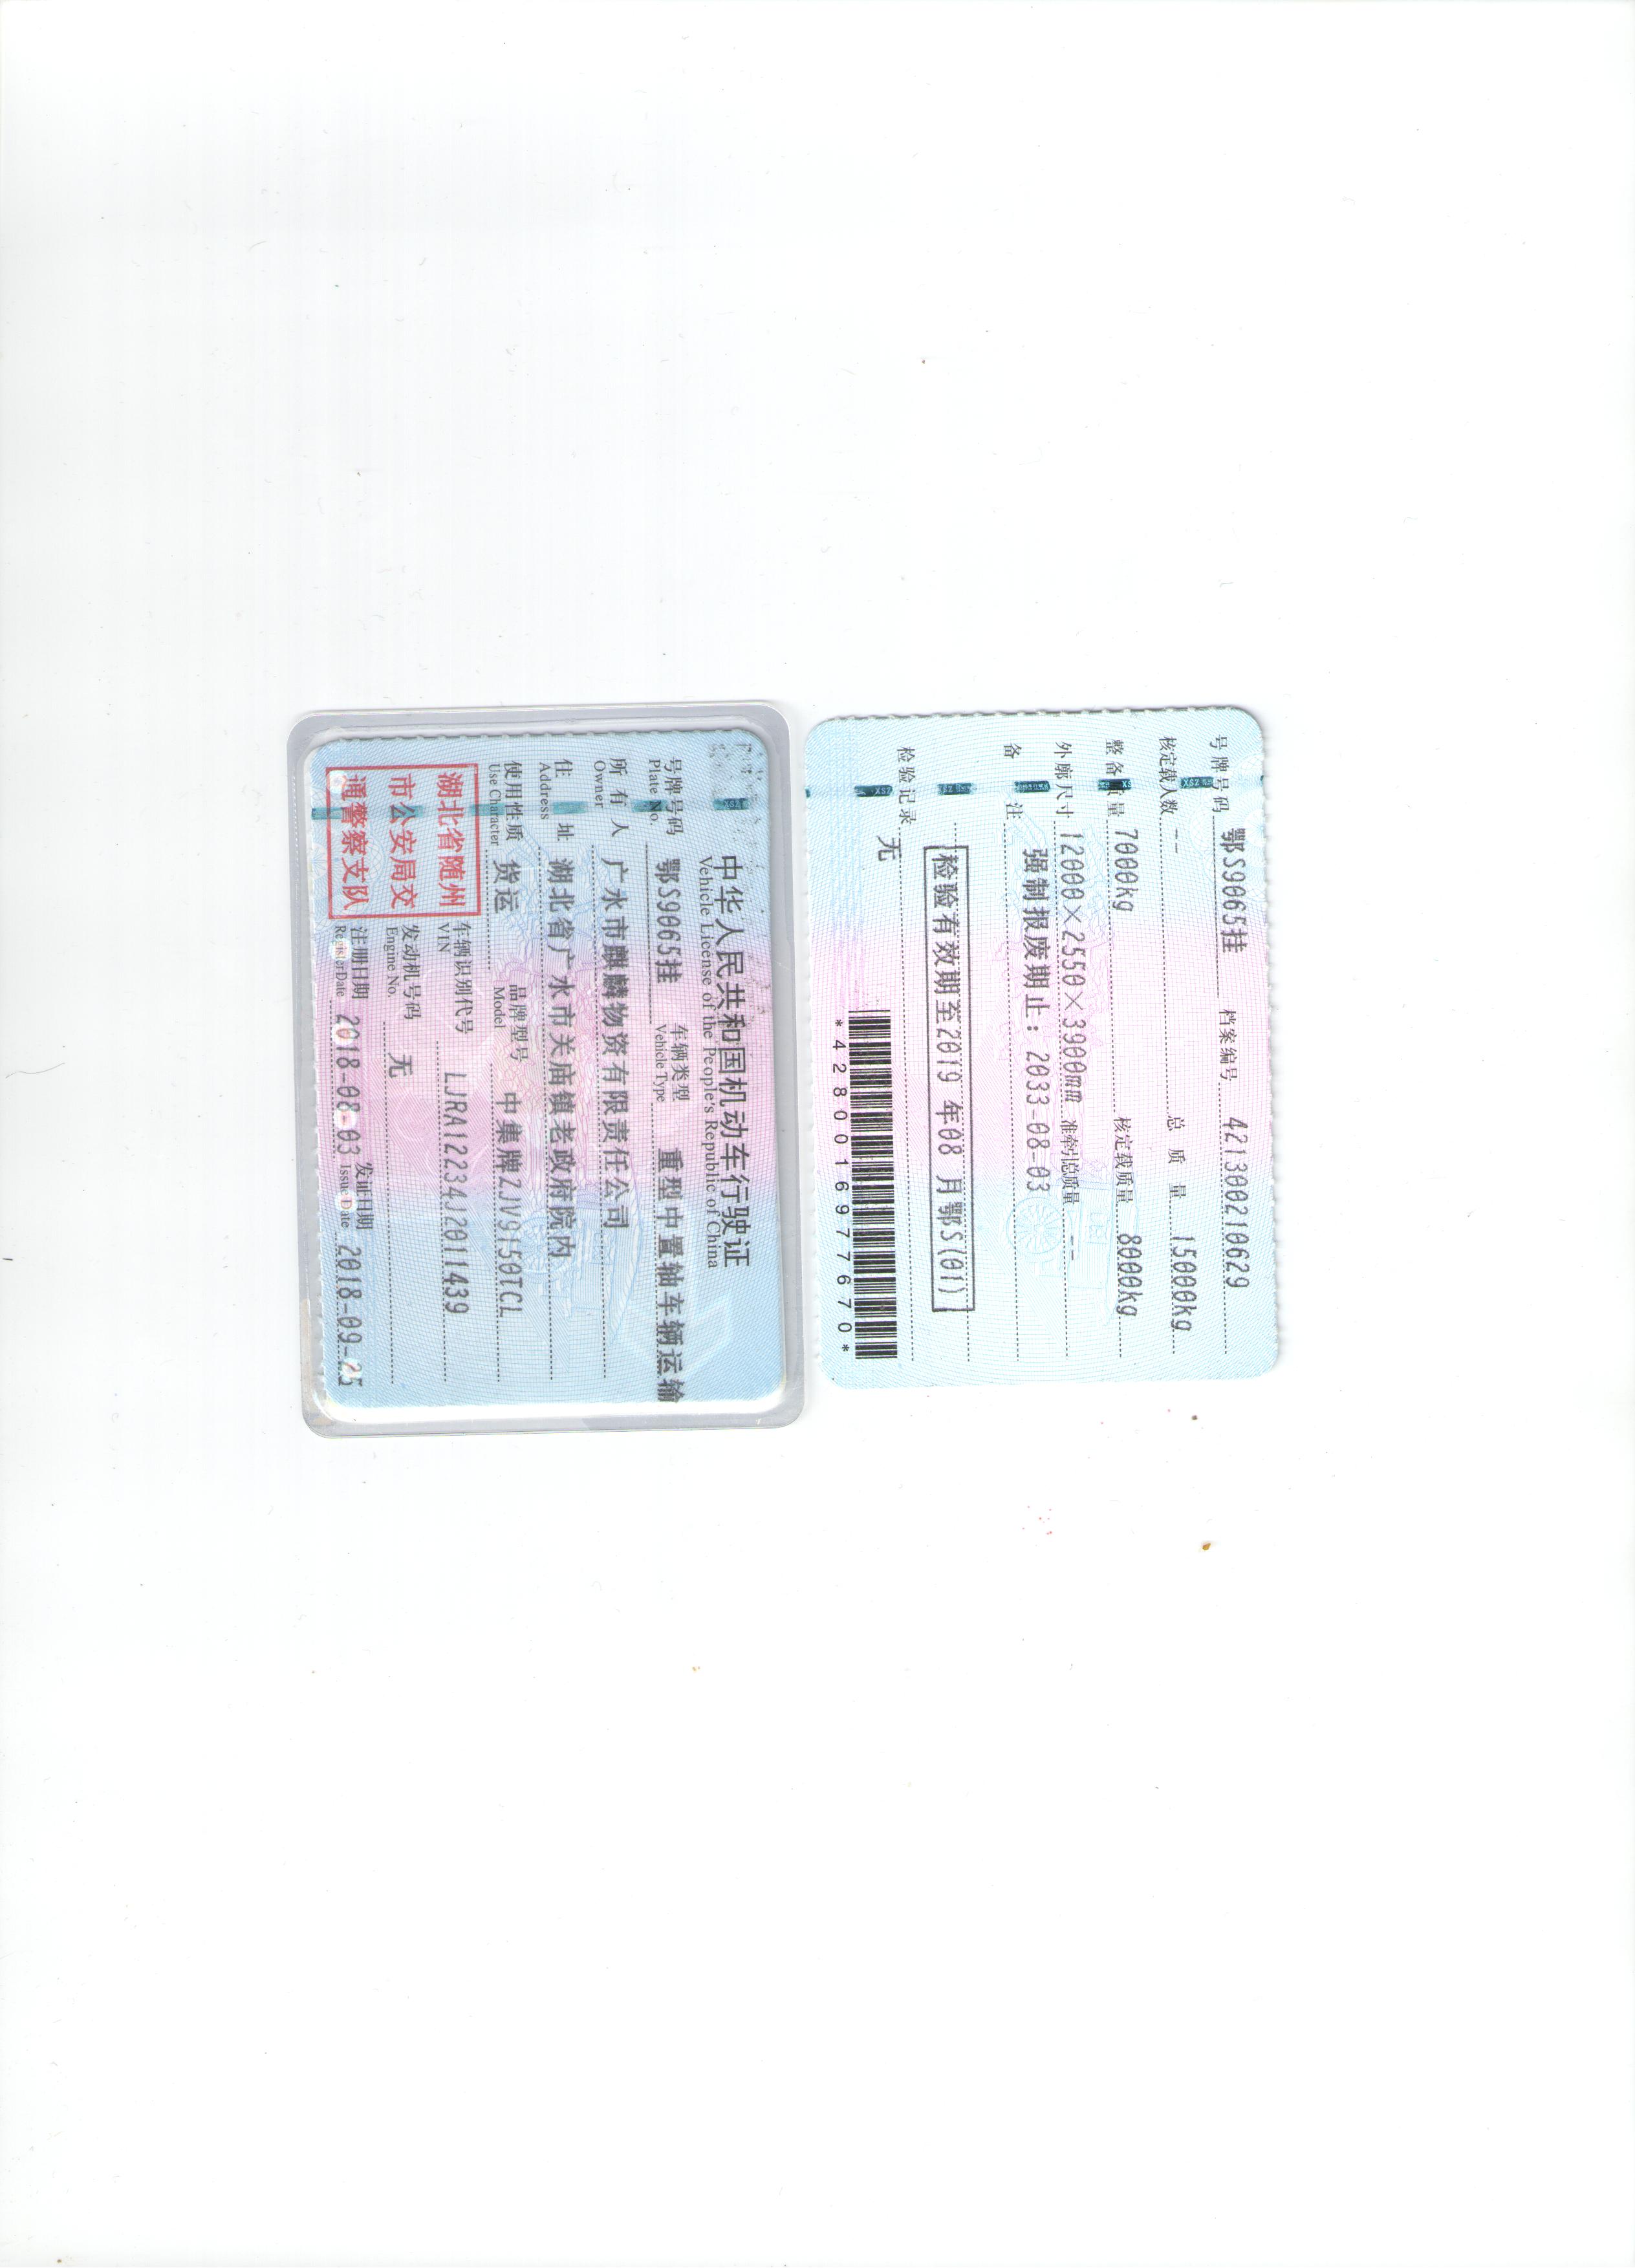 号牌号码 鄂S9065挂 档案编号 421300210629
核定载人数 -- 总质量 15000kg
整备质量 7000kg 核定载质量 8000kg
外廓尺寸 12000×2550×3900mm 准牵引总质量 --
备注 强制报废期止：2033-08-03
检验有效期至2019年08月鄂S(01)
检验记录 无
*4280016977670*
中华人民共和国机动车行驶证
Vehicle License of the People's Republic of China
号牌号码 鄂S9065挂 车辆类型 重型中置轴车辆运输
Plate No. Vehicle Type
所有人 广水市麒麟物资有限责任公司
Owner
住址 湖北省广水市关庙镇老政府院内
Address
使用性质 货运 品牌型号 中集牌ZJV9150TCL
Use Character Model
湖北省随州
市公安局交
通警察支队
车辆识别代号 LJRA12234J2011439
VIN
发动机号码 无
Engine No.
注册日期 2018-08-03 发证日期 2018-09-25
Register Date Issue Date